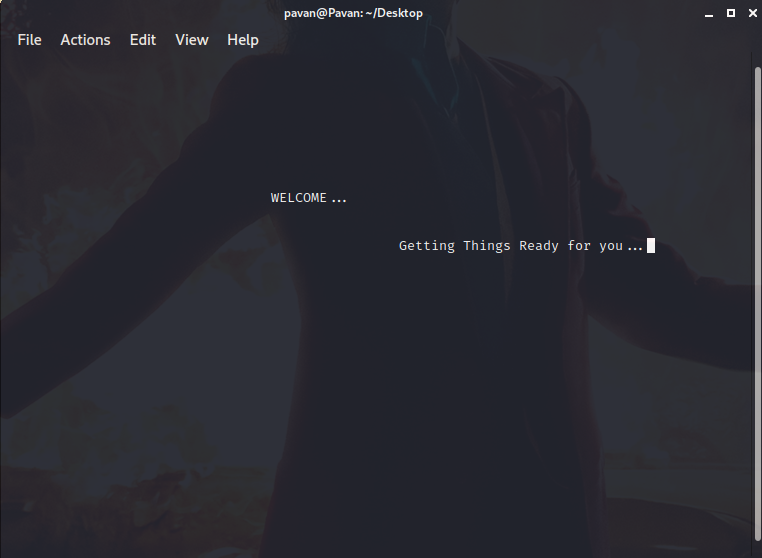 pavan@Pavan: ~/Desktop
File Actions Edit View Help
WELCOME...
Getting Things Ready for you...